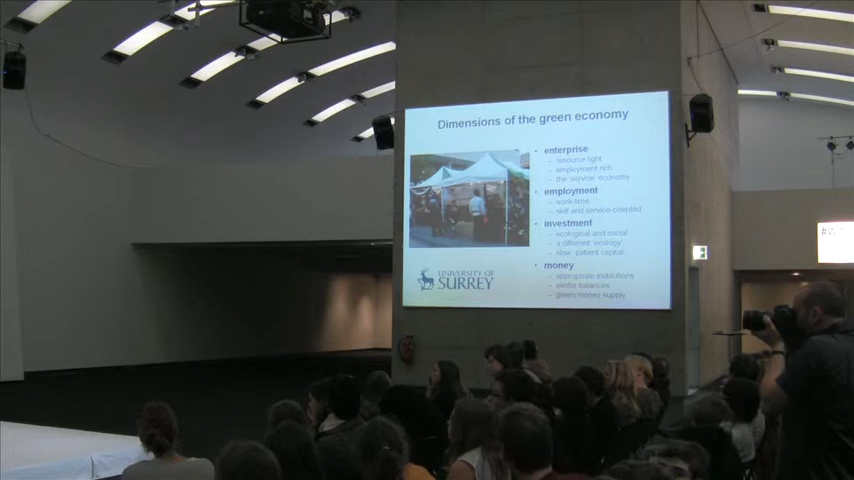 Dimensions of the green economy
• enterprise
– resource light
– employment rich
– the 'service' economy
• employment
– work-time
– skill and service-oriented
• investment
– ecological and social
– a different 'ecology'
– slow, patient capital
• money
– appropriate institutions
– sector balances
– green money supply
UNIVERSITY OF
SURREY